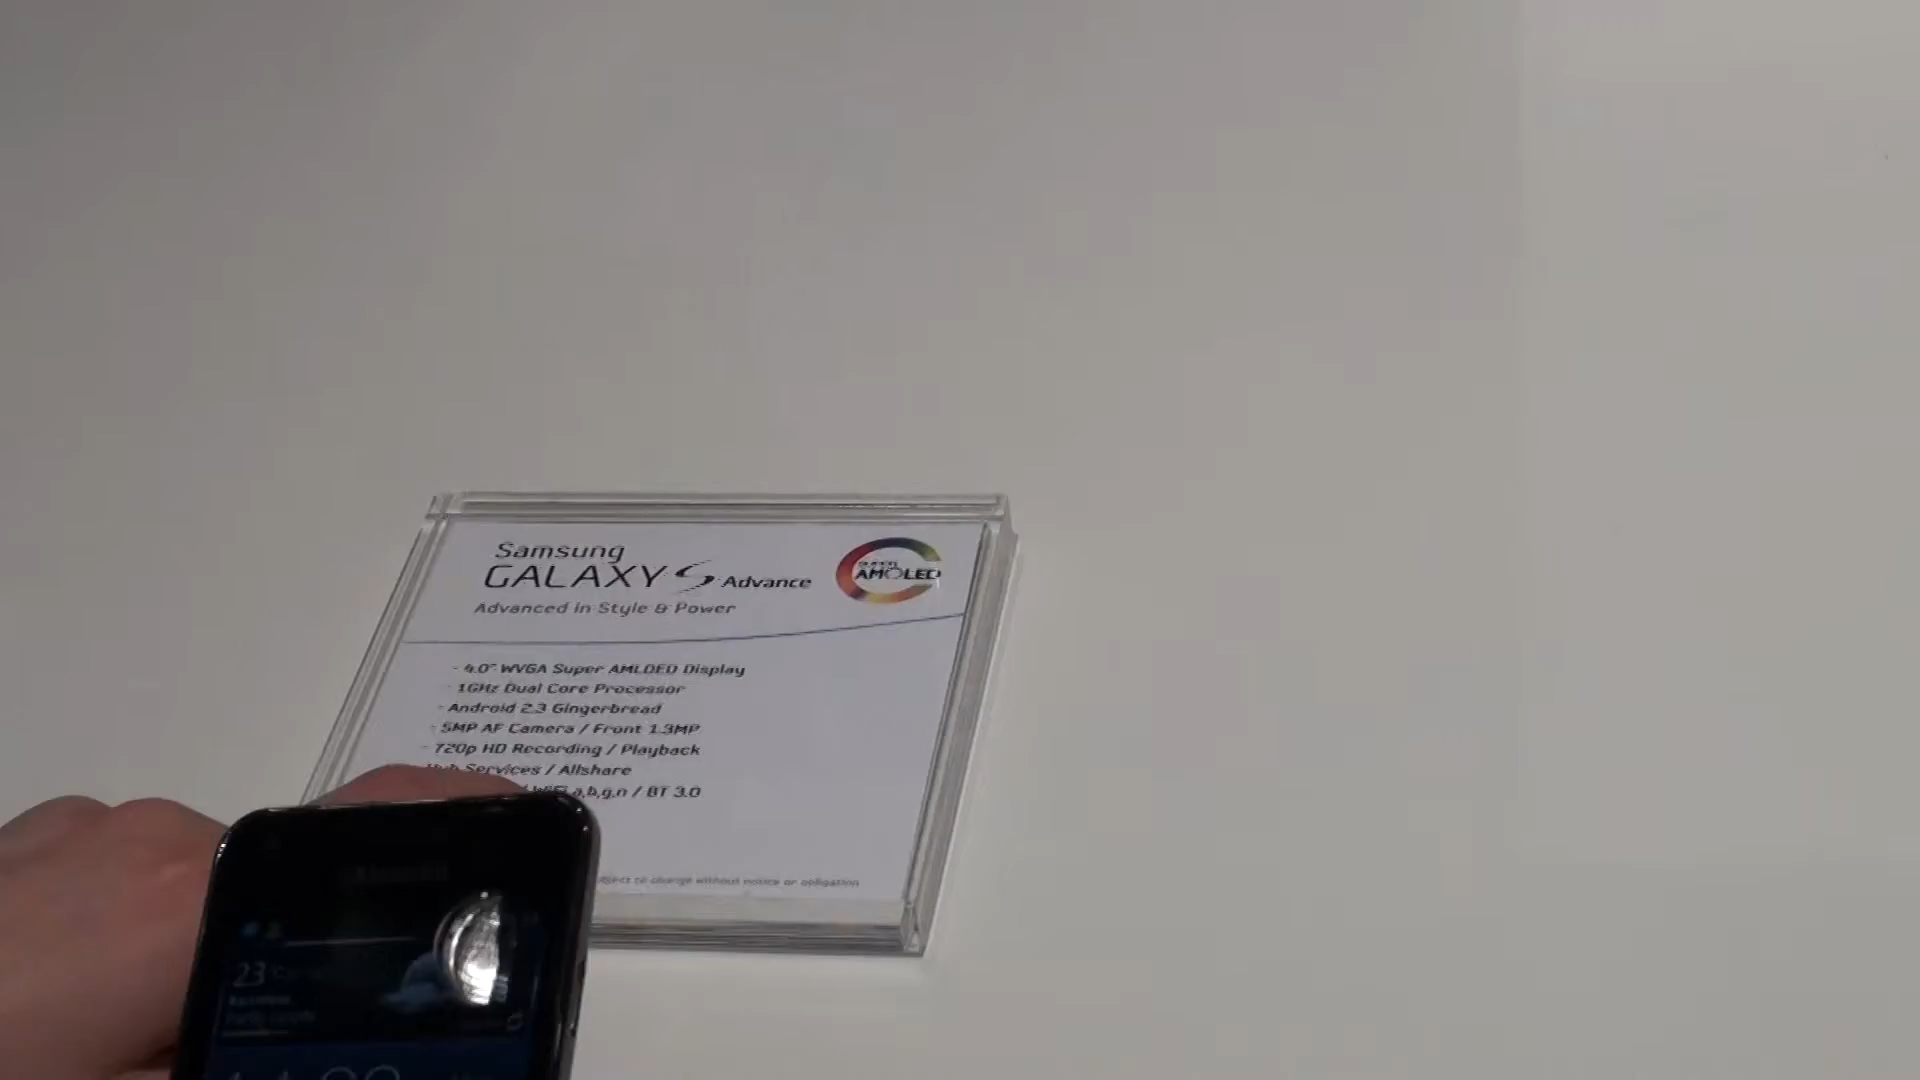 Samsung
GALAXY S Advance
SUPER
AMOLED
Advanced in Style & Power
- 4.0" WVGA Super AMLOED Display
- 1GHz Dual Core Processor
- Android 2.3 Gingerbread
- 5MP AF Camera / Front 1.3MP
- 720p HD Recording / Playback
Hub Services / Allshare
WiFi a,b,g,n / BT 3.0
to change without notice or obligation
23